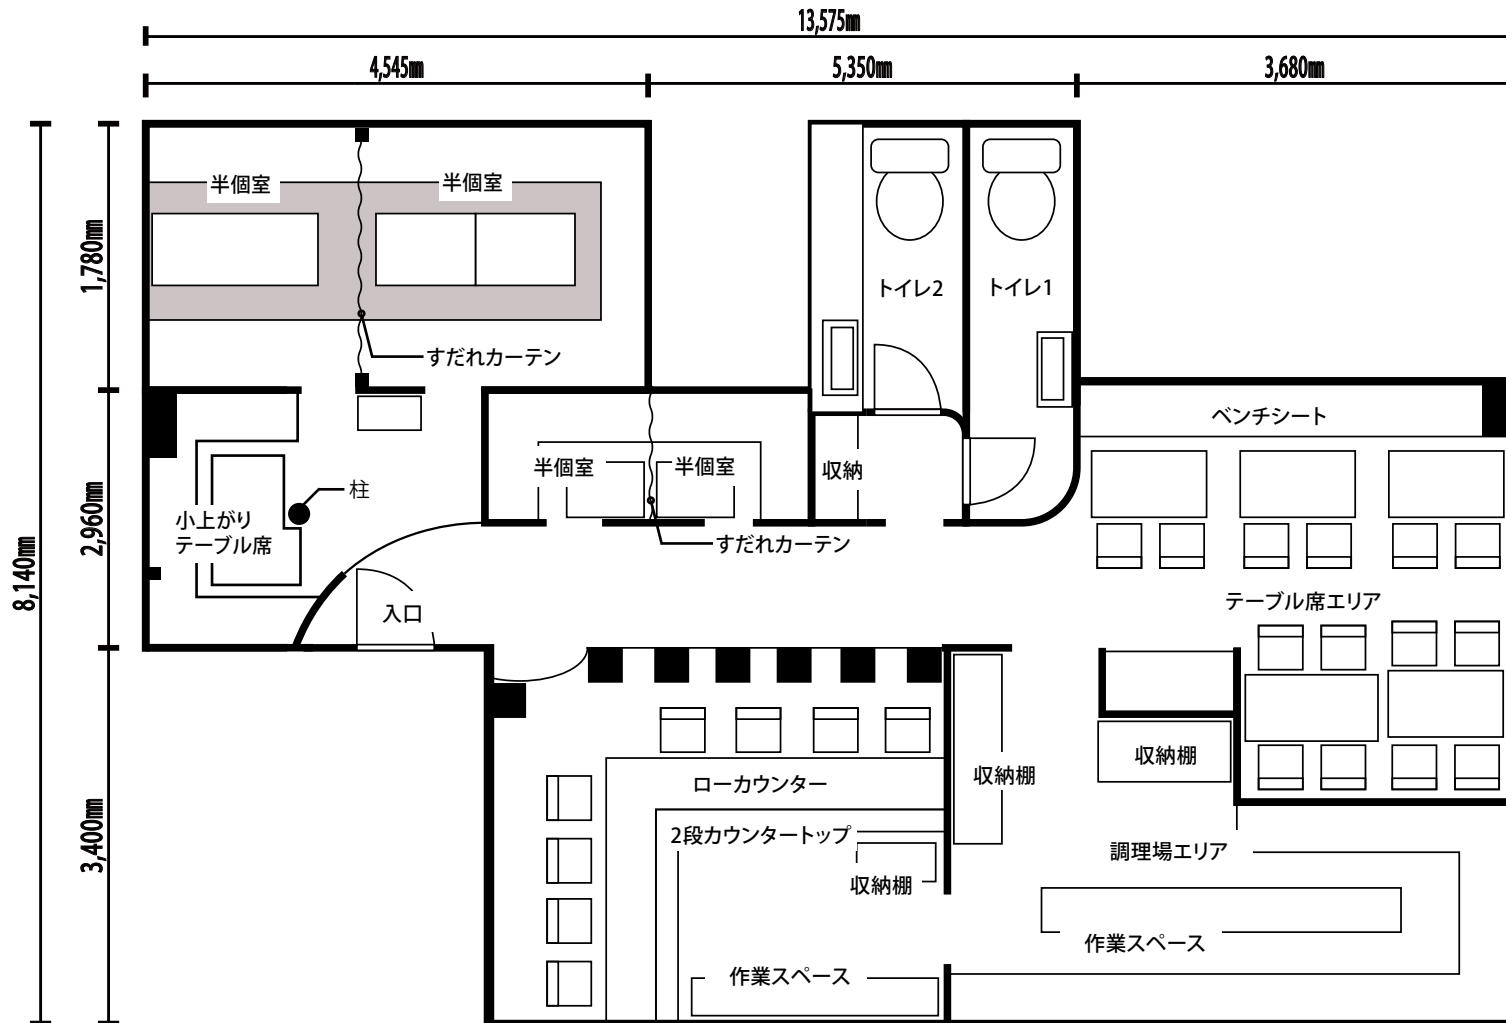 13,575㎜
4,545㎜
5,350㎜
3,680㎜
8,140㎜
1,780㎜
2,960㎜
3,400㎜
半個室
半個室
すだれカーテン
トイレ2
トイレ1
ベンチシート
半個室
半個室
収納
柱
小上がり
テーブル席
すだれカーテン
入口
テーブル席エリア
ローカウンター
収納棚
収納棚
2段カウンタートップ
収納棚
調理場エリア
作業スペース
作業スペース